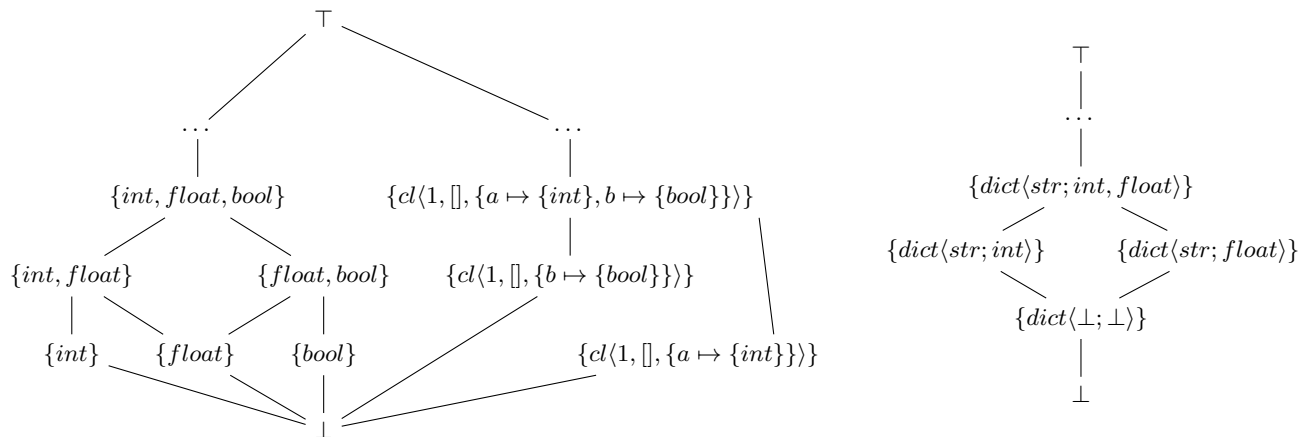 ⊤
… …
{int, float, bool} {cl⟨1, [], {a ↦ {int}, b ↦ {bool}}⟩}
{int, float} {float, bool} {cl⟨1, [], {b ↦ {bool}}⟩}
{int} {float} {bool} {cl⟨1, [], {a ↦ {int}}⟩}
⊥
⊤
…
{dict⟨str; int, float⟩}
{dict⟨str; int⟩} {dict⟨str; float⟩}
{dict⟨⊥; ⊥⟩}
⊥